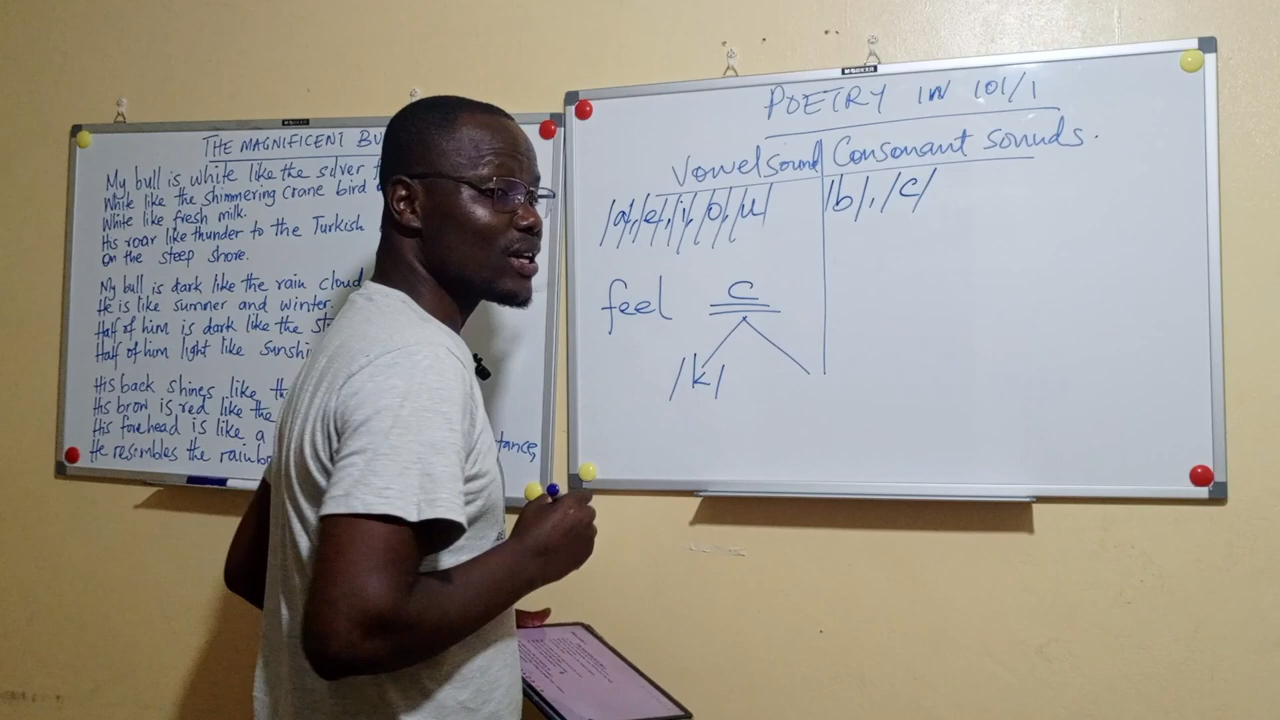 THE MAGNIFICENT BU
My bull is white like the silver f
White like the shimmering crane bird
White like fresh milk.
His roar like thunder to the Turkish
on the steep shore.
My bull is dark like the rain cloud
He is like summer and winter.
Half of him is dark like the st
Half of him light like sunshi
His back shines like th
His brow is red like the
His forehead is like a
He resembles the rainbo
tance,
POETRY IN 101/1
Vowel sound
Consonant sounds.
/a/,/e/,/i/,/o/,/u/
/b/,/c/
feel
c
/k/